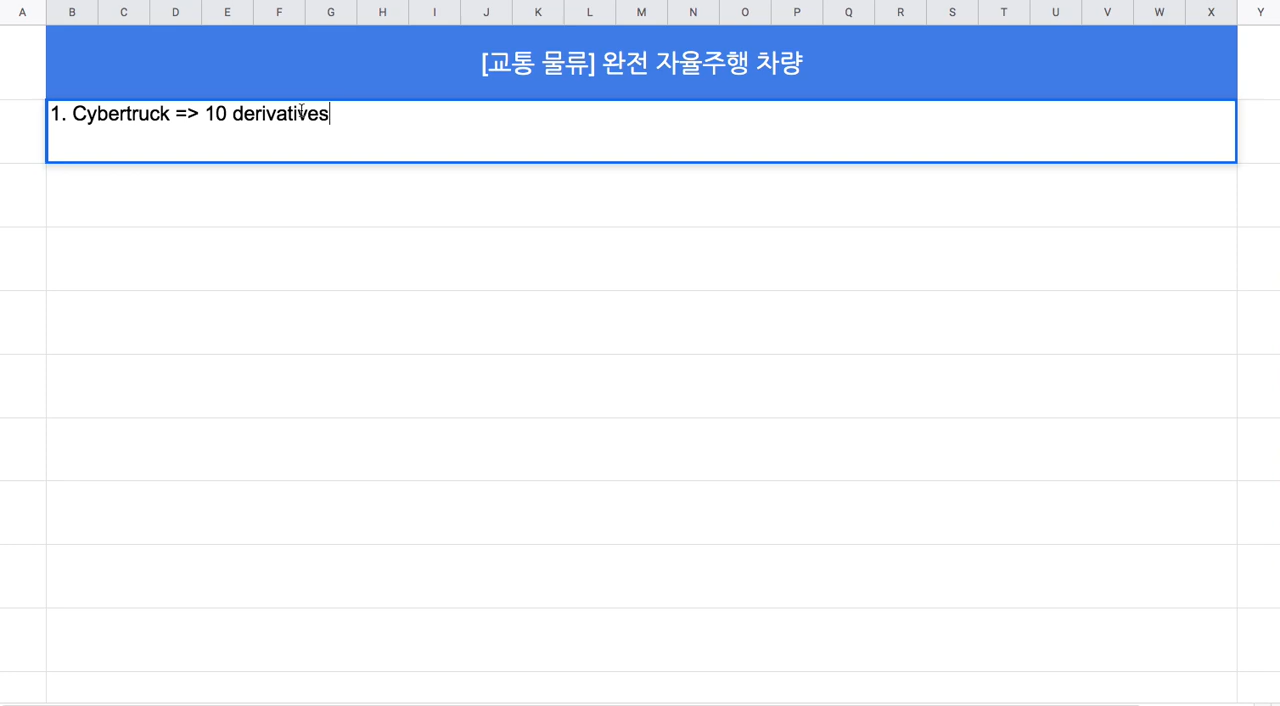 A B C D E F G H I J K L M N O P Q R S T U V W X Y
[교통 물류] 완전 자율주행 차량
1. Cybertruck => 10 derivatives